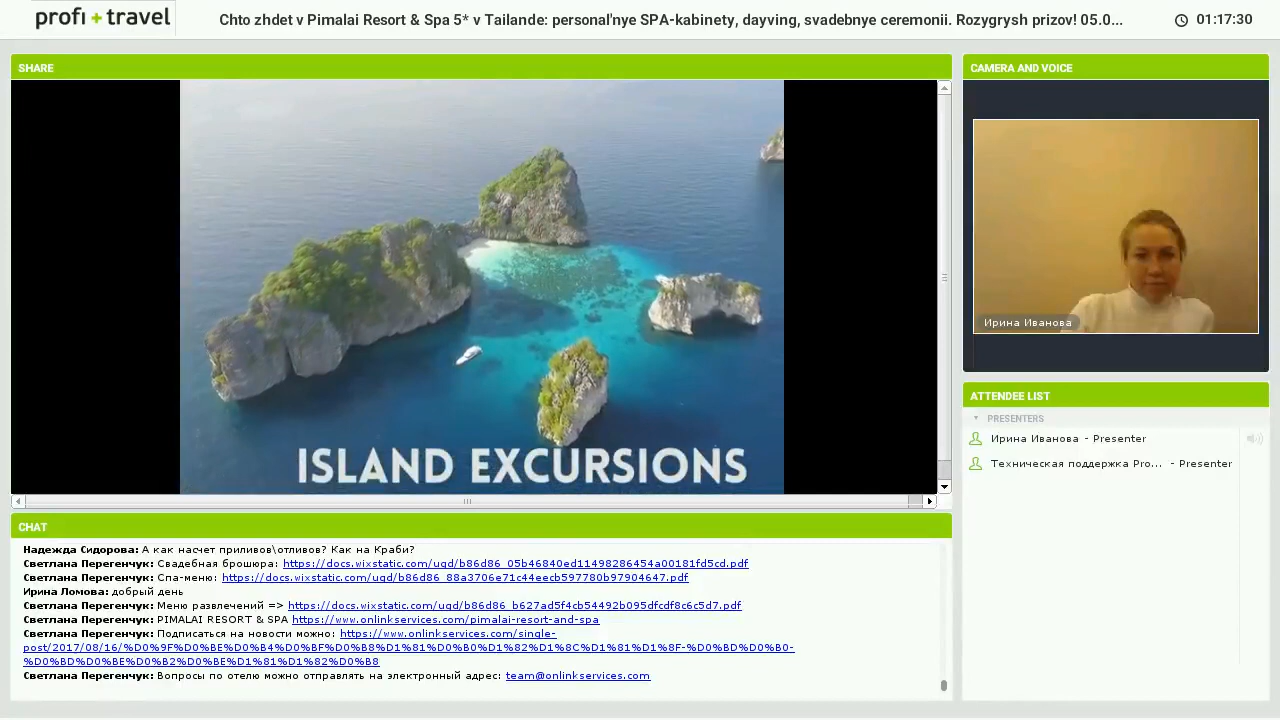 profi + travel
Chto zhdet v Pimalai Resort & Spa 5* v Tailande: personal'nye SPA-kabinety, dayving, svadebnye ceremonii. Rozygrysh prizov! 05.0...
01:17:30
SHARE
ISLAND EXCURSIONS
CAMERA AND VOICE
Ирина Иванова
ATTENDEE LIST
PRESENTERS
Ирина Иванова - Presenter
Техническая поддержка Pro... - Presenter
CHAT
Надежда Сидорова: А как насчет приливов\отливов? Как на Краби?
Светлана Перегенчук: Свадебная брошюра: https://docs.wixstatic.com/ugd/b86d86_05b46840ed11498286454a00181fd5cd.pdf
Светлана Перегенчук: Спа-меню: https://docs.wixstatic.com/ugd/b86d86_88a3706e71c44eecb597780b97904647.pdf
Ирина Ломова: добрый день
Светлана Перегенчук: Меню развлечений => https://docs.wixstatic.com/ugd/b86d86_b627ad5f4cb54492b095dfcdf8c6c5d7.pdf
Светлана Перегенчук: PIMALAI RESORT & SPA https://www.onlinkservices.com/pimalai-resort-and-spa
Светлана Перегенчук: Подписаться на новости можно: https://www.onlinkservices.com/single-
post/2017/08/16/%D0%9F%D0%BE%D0%B4%D0%BF%D0%B8%D1%81%D0%B0%D1%82%D1%8C%D1%81%D1%8F-%D0%BD%D0%B0-
%D0%BD%D0%BE%D0%B2%D0%BE%D1%81%D1%82%D0%B8
Светлана Перегенчук: Вопросы по отелю можно отправлять на электронный адрес: team@onlinkservices.com